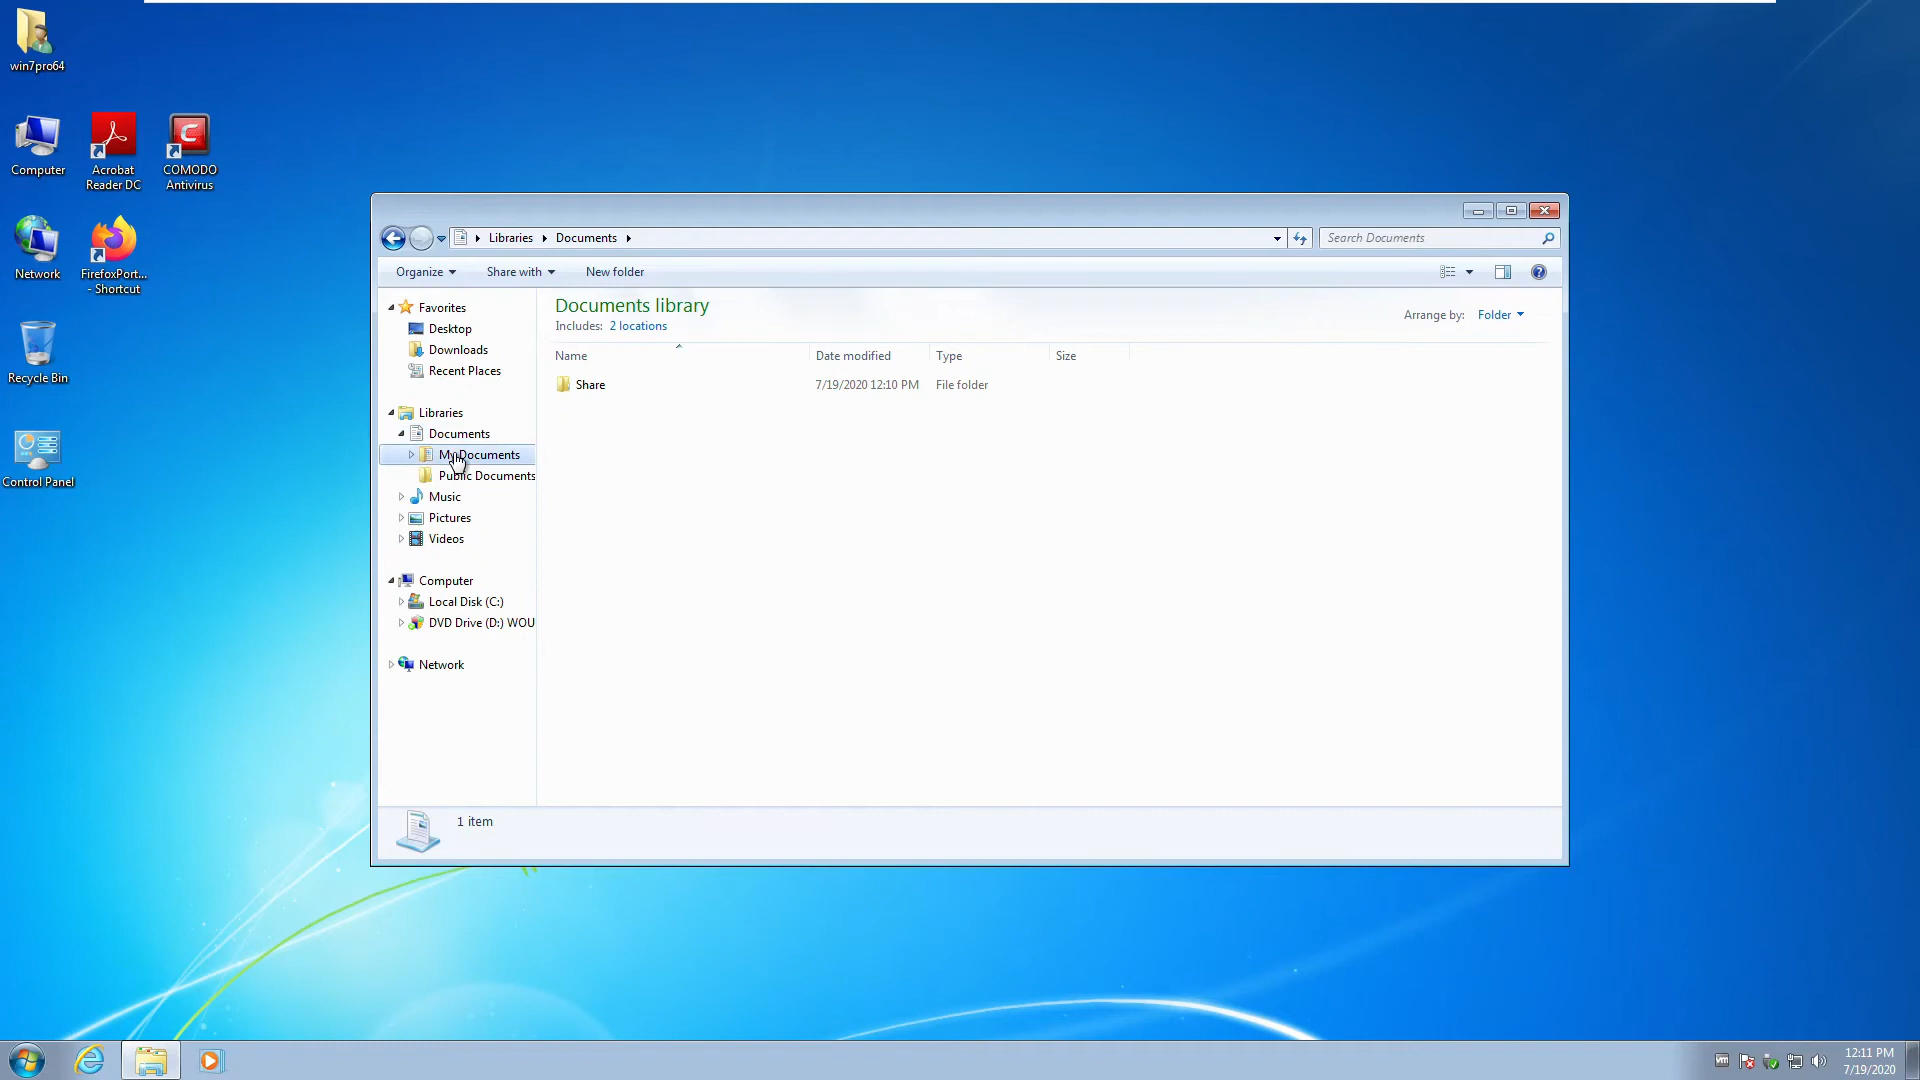 win7pro64
Computer
Acrobat
Reader DC
COMODO
Antivirus
Network
FirefoxPort...
- Shortcut
Recycle Bin
Control Panel
Libraries
Documents
Search Documents
Organize
Share with
New folder
Favorites
Desktop
Downloads
Recent Places
Libraries
Documents
My Documents
Public Documents
Music
Pictures
Videos
Computer
Local Disk (C:)
DVD Drive (D:) WOU
Network
Documents library
Includes: 2 locations
Arrange by: Folder
Name Date modified Type Size
Share 7/19/2020 12:10 PM File folder
1 item
vm
12:11 PM
7/19/2020